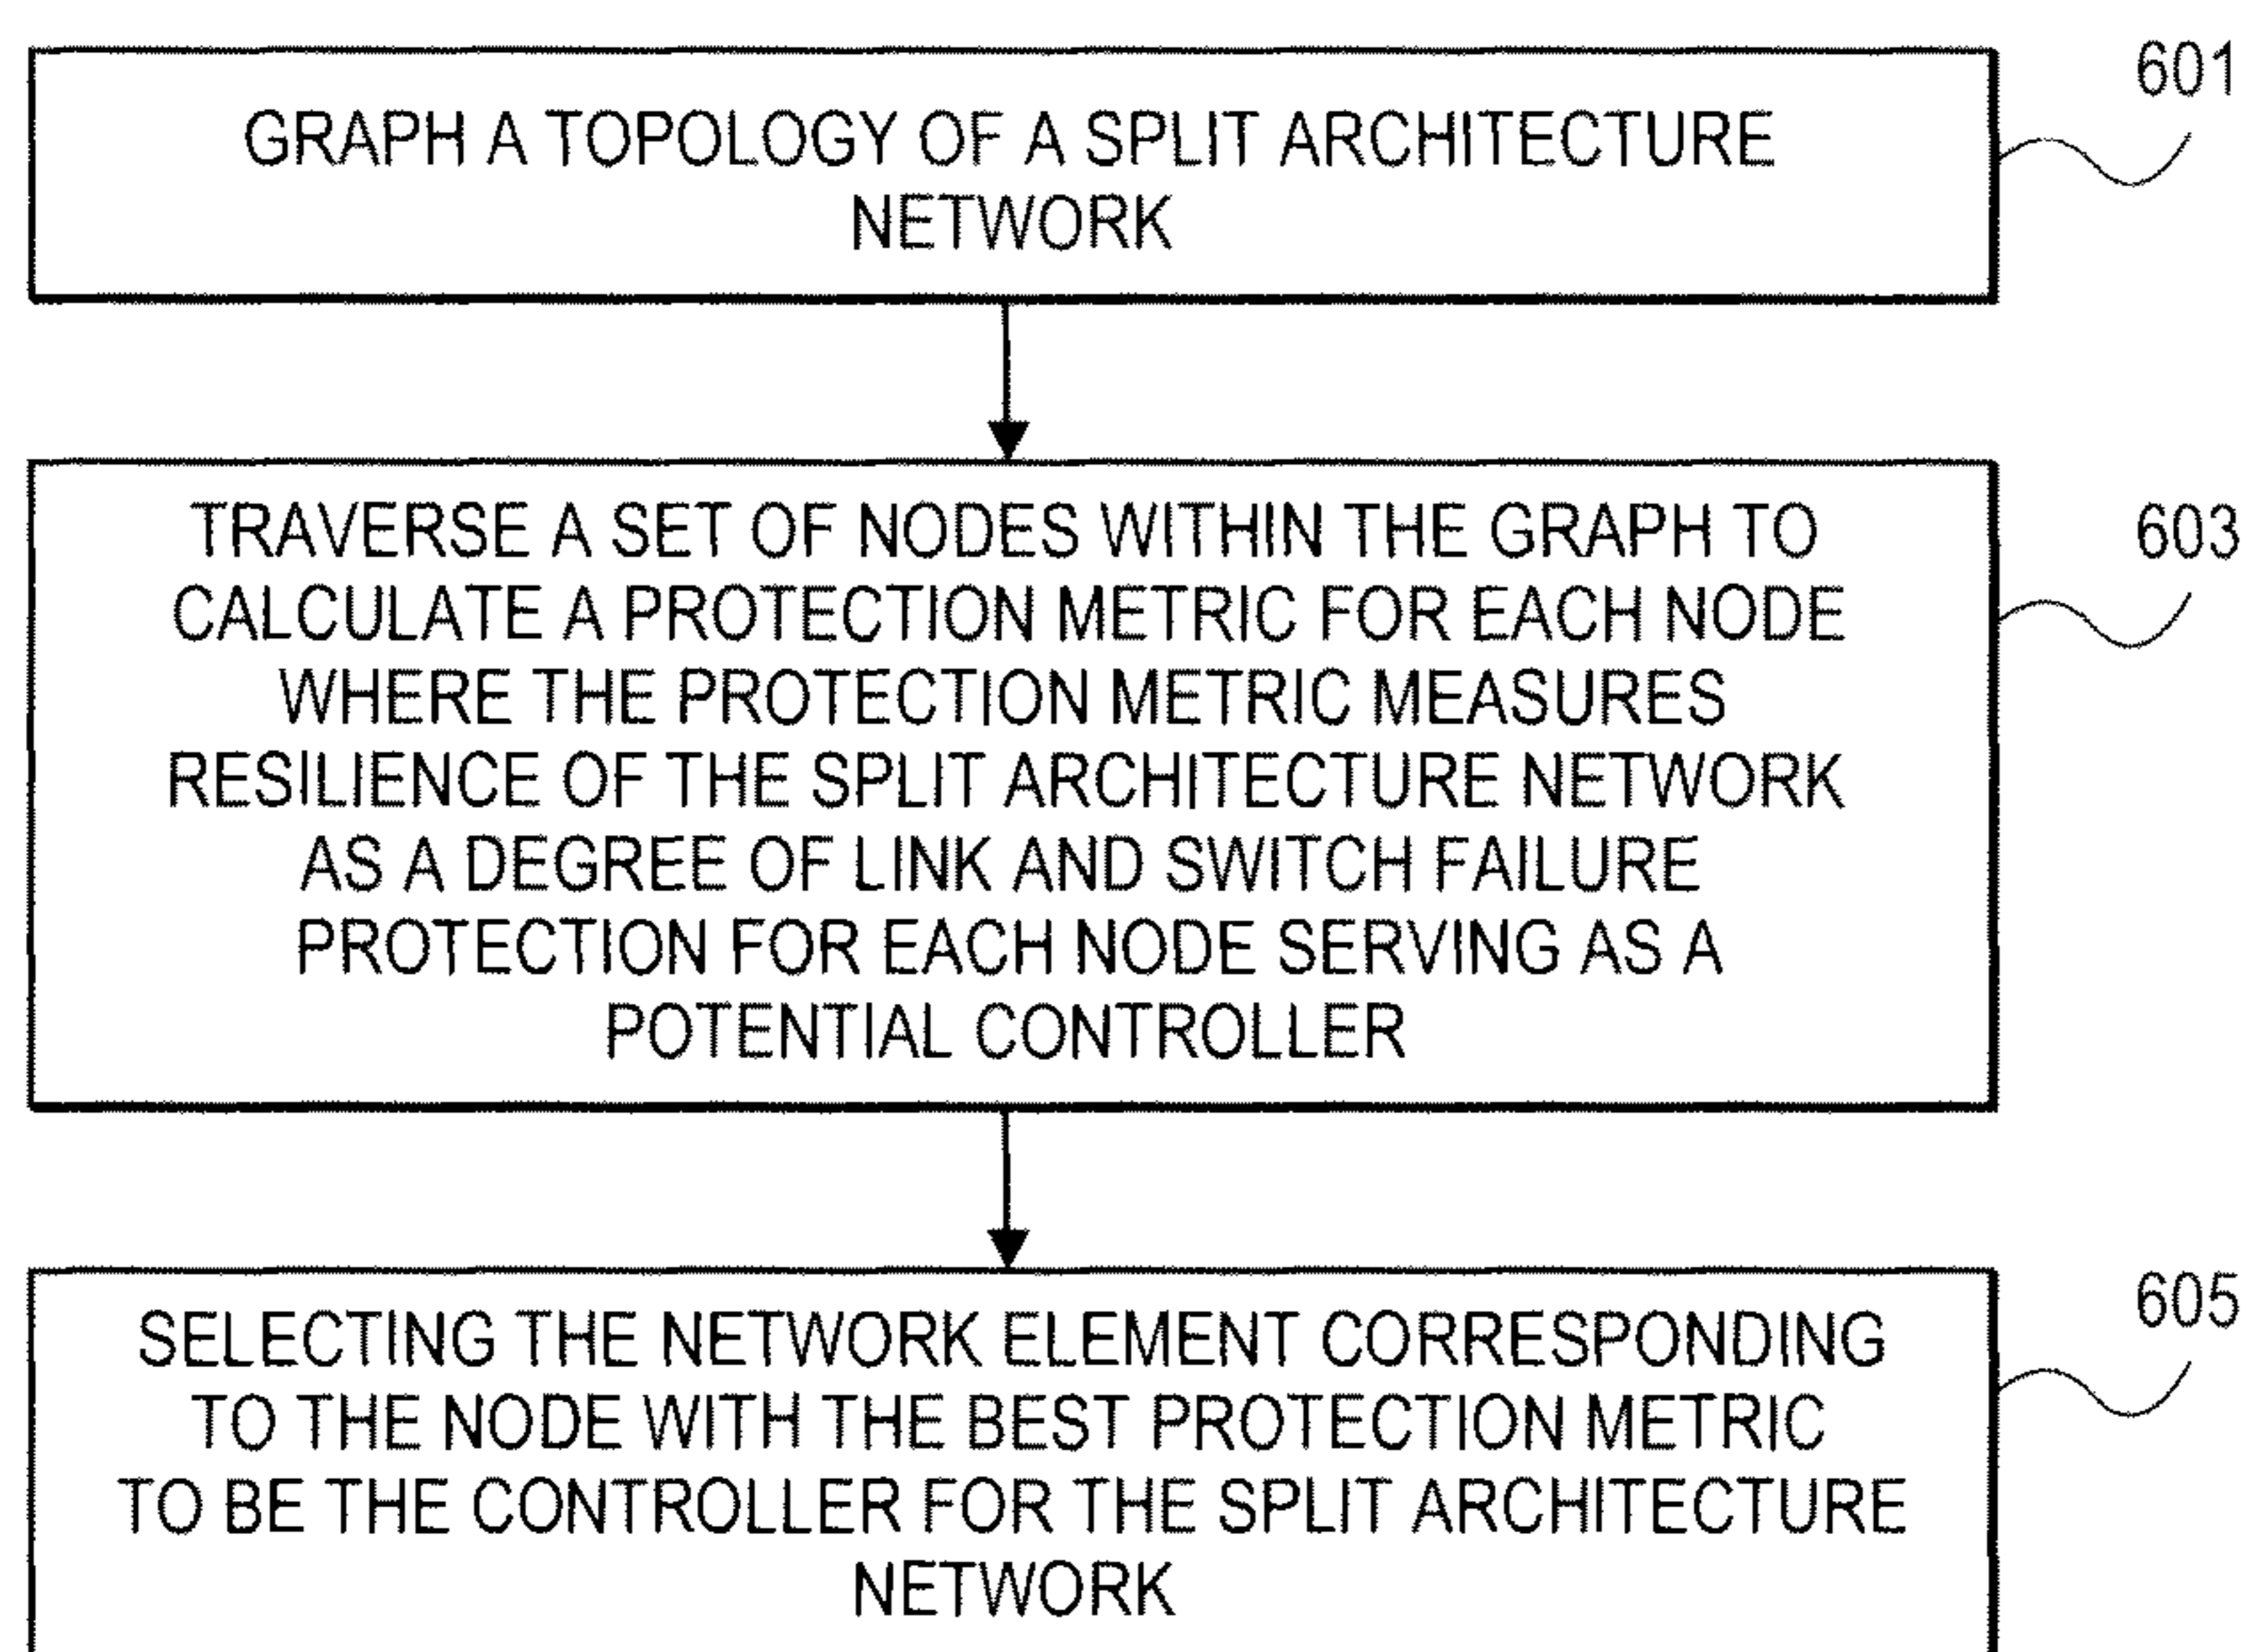 601
GRAPH A TOPOLOGY OF A SPLIT ARCHITECTURE
NETWORK
603
TRAVERSE A SET OF NODES WITHIN THE GRAPH TO
CALCULATE A PROTECTION METRIC FOR EACH NODE
WHERE THE PROTECTION METRIC MEASURES
RESILIENCE OF THE SPLIT ARCHITECTURE NETWORK
AS A DEGREE OF LINK AND SWITCH FAILURE
PROTECTION FOR EACH NODE SERVING AS A
POTENTIAL CONTROLLER
605
SELECTING THE NETWORK ELEMENT CORRESPONDING
TO THE NODE WITH THE BEST PROTECTION METRIC
TO BE THE CONTROLLER FOR THE SPLIT ARCHITECTURE
NETWORK